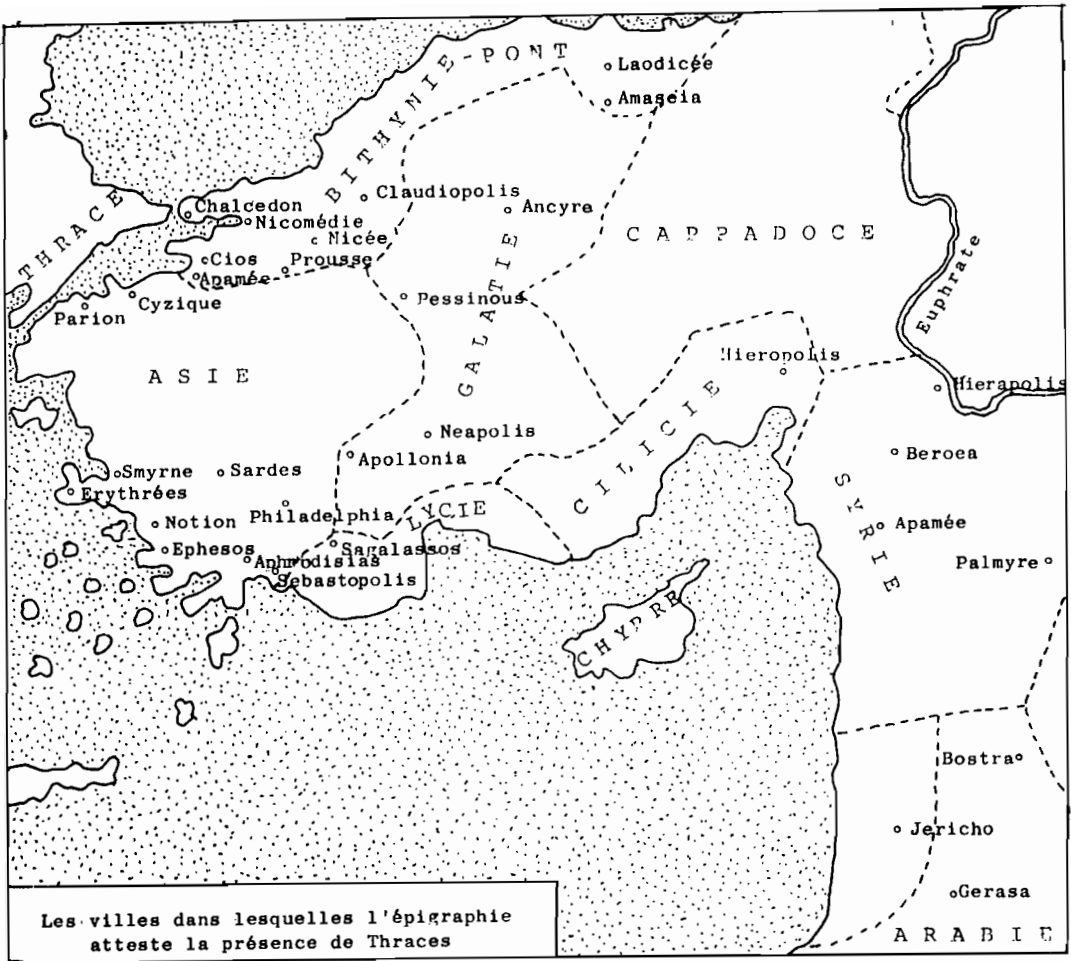 BITHYNIE-PONT
Laodicée
Amaseia
THRACE
Chalcedon
Nicomédie
Claudiopolis
Ancyre
Nicée
CAPPADOCE
Cios
Prousse
Apamée
Parion
Cyzique
Pessinous
GALATIE
Euphrate
ASIE
Hieropolis
Hierapolis
Neapolis
Apollonia
CILICIE
Beroea
Smyrne
Sardes
Erythrées
Notion
Philadelphia
LYCIE
SYRIE
Apamée
Ephesos
Aphrodisias
Sagalassos
Sebastopolis
Palmyre
CHYPRE
Bostra
Jericho
Gerasa
ARABIE
Les villes dans lesquelles l'épigraphie
atteste la présence de Thraces